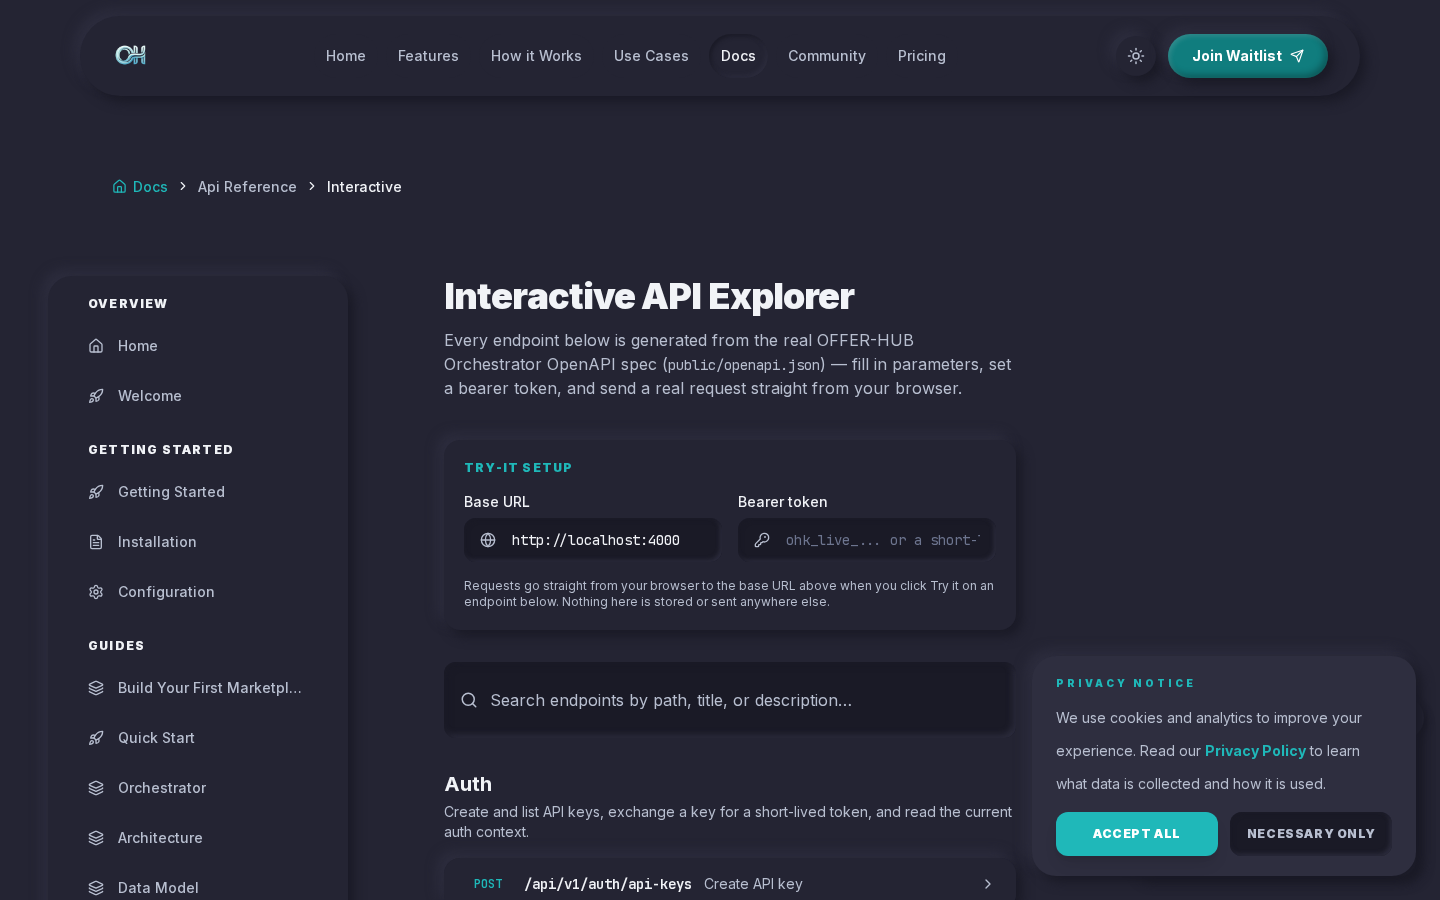 OH
Home
Features
How it Works
Use Cases
Docs
Community
Pricing
Join Waitlist
Docs
Api Reference
Interactive
OVERVIEW
Home
Welcome
GETTING STARTED
Getting Started
Installation
Configuration
GUIDES
Build Your First Marketpl...
Quick Start
Orchestrator
Architecture
Data Model
Interactive API Explorer
Every endpoint below is generated from the real OFFER-HUB
Orchestrator OpenAPI spec (public/openapi.json) — fill in parameters, set
a bearer token, and send a real request straight from your browser.
TRY-IT SETUP
Base URL
Bearer token
http://localhost:4000
ohk_live_... or a short-
Requests go straight from your browser to the base URL above when you click Try it on an
endpoint below. Nothing here is stored or sent anywhere else.
Search endpoints by path, title, or description...
Auth
Create and list API keys, exchange a key for a short-lived token, and read the current
auth context.
POST /api/v1/auth/api-keys Create API key
PRIVACY NOTICE
We use cookies and analytics to improve your
experience. Read our Privacy Policy to learn
what data is collected and how it is used.
ACCEPT ALL
NECESSARY ONLY